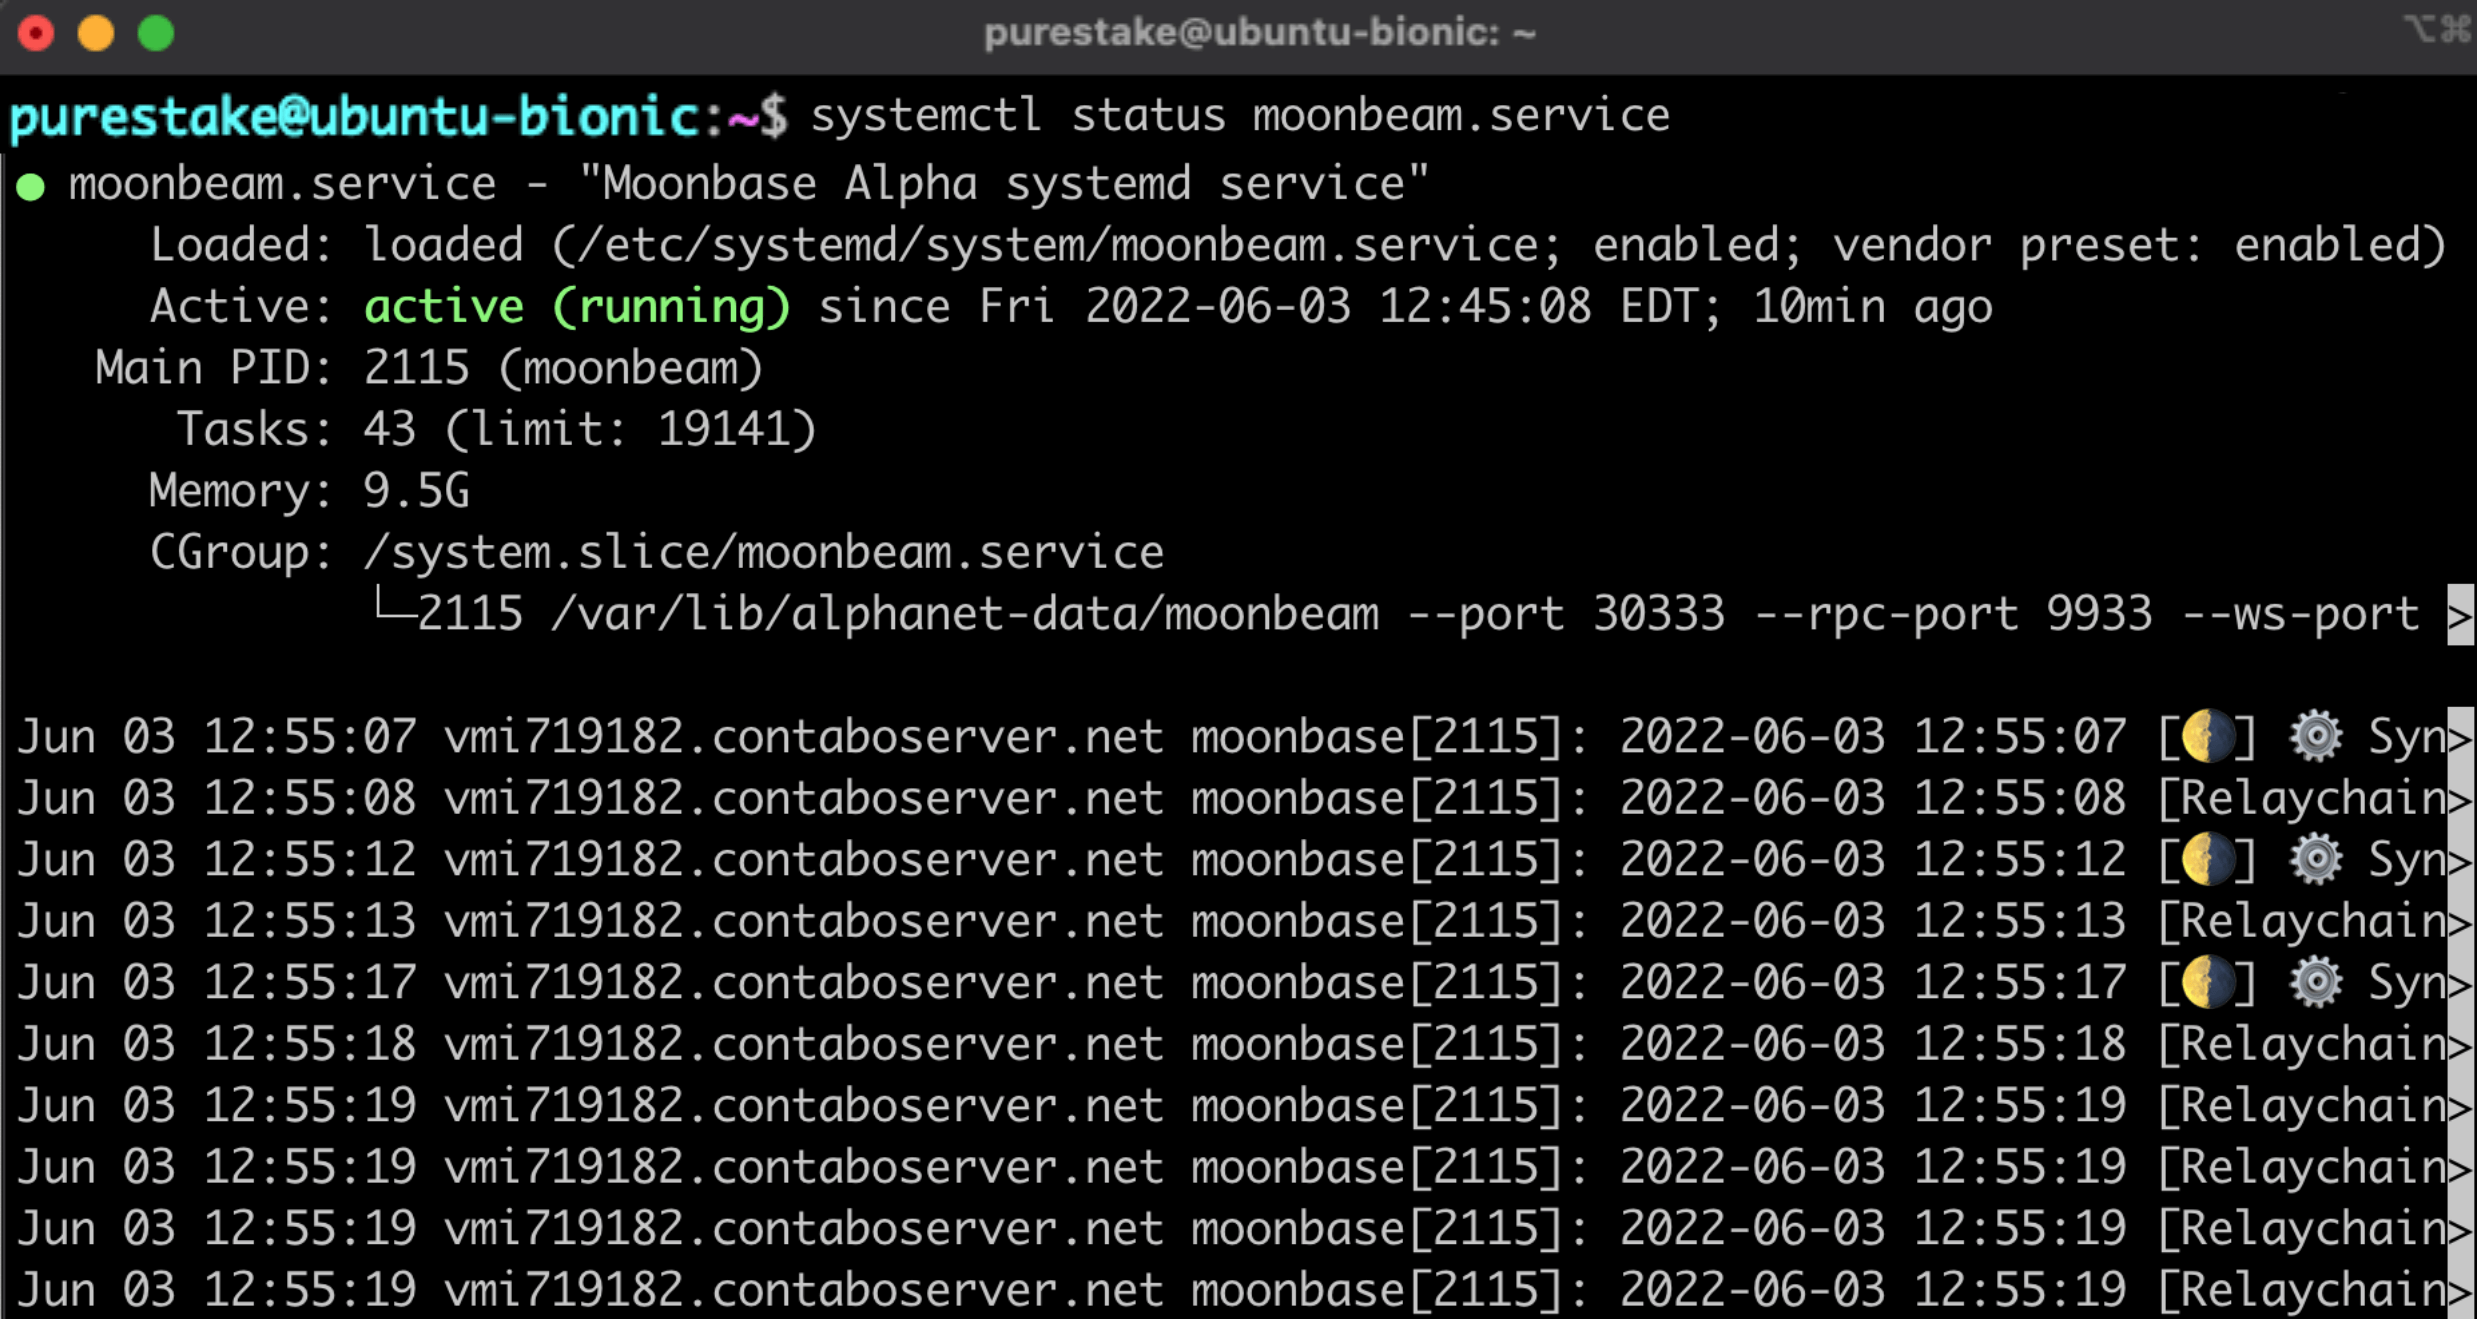 purestake@ubuntu-bionic: ~ ⌥⌘
purestake@ubuntu-bionic:~$ systemctl status moonbeam.service
● moonbeam.service - "Moonbase Alpha systemd service"
Loaded: loaded (/etc/systemd/system/moonbeam.service; enabled; vendor preset: enabled)
Active: active (running) since Fri 2022-06-03 12:45:08 EDT; 10min ago
Main PID: 2115 (moonbeam)
Tasks: 43 (limit: 19141)
Memory: 9.5G
CGroup: /system.slice/moonbeam.service
└─2115 /var/lib/alphanet-data/moonbeam --port 30333 --rpc-port 9933 --ws-port >
Jun 03 12:55:07 vmi719182.contaboserver.net moonbase[2115]: 2022-06-03 12:55:07 [🌗] ⚙️ Syn>
Jun 03 12:55:08 vmi719182.contaboserver.net moonbase[2115]: 2022-06-03 12:55:08 [Relaychain>
Jun 03 12:55:12 vmi719182.contaboserver.net moonbase[2115]: 2022-06-03 12:55:12 [🌗] ⚙️ Syn>
Jun 03 12:55:13 vmi719182.contaboserver.net moonbase[2115]: 2022-06-03 12:55:13 [Relaychain>
Jun 03 12:55:17 vmi719182.contaboserver.net moonbase[2115]: 2022-06-03 12:55:17 [🌗] ⚙️ Syn>
Jun 03 12:55:18 vmi719182.contaboserver.net moonbase[2115]: 2022-06-03 12:55:18 [Relaychain>
Jun 03 12:55:19 vmi719182.contaboserver.net moonbase[2115]: 2022-06-03 12:55:19 [Relaychain>
Jun 03 12:55:19 vmi719182.contaboserver.net moonbase[2115]: 2022-06-03 12:55:19 [Relaychain>
Jun 03 12:55:19 vmi719182.contaboserver.net moonbase[2115]: 2022-06-03 12:55:19 [Relaychain>
Jun 03 12:55:19 vmi719182.contaboserver.net moonbase[2115]: 2022-06-03 12:55:19 [Relaychain>